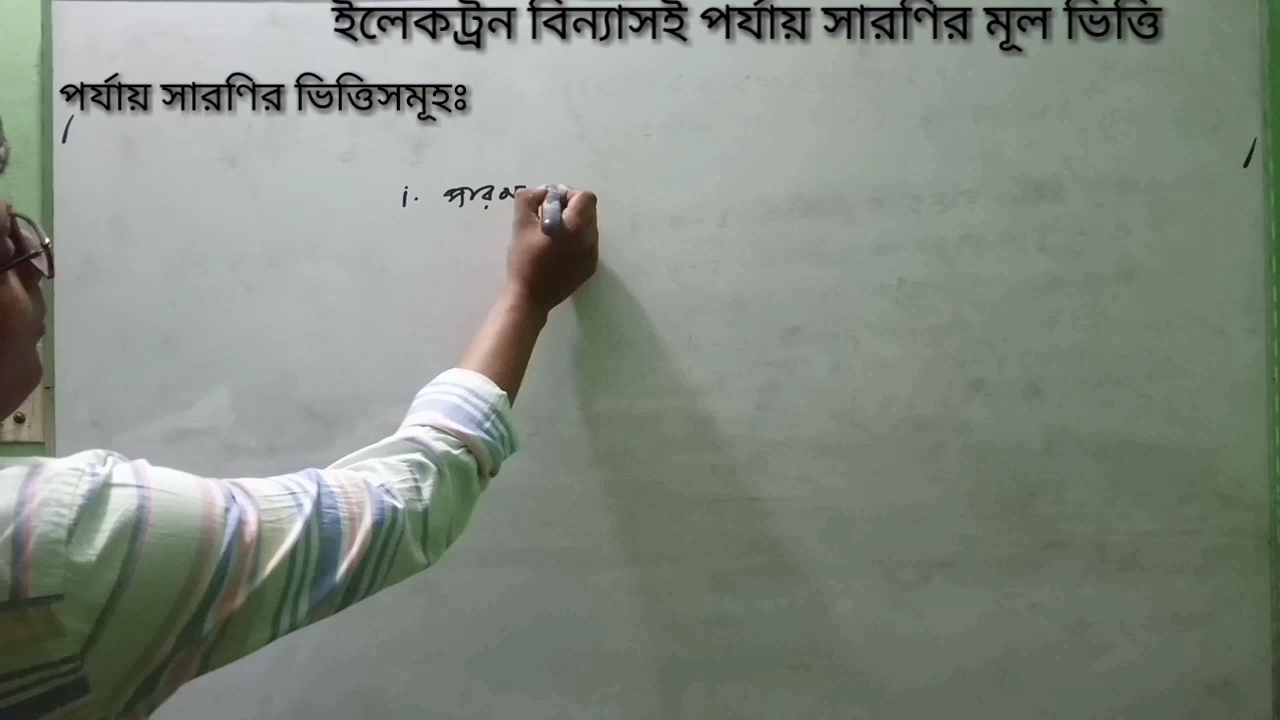 ইলেকট্রন বিন্যাসই পর্যায় সারণির মূল ভিত্তি
পর্যায় সারণির ভিত্তিসমূহঃ
i. পারম